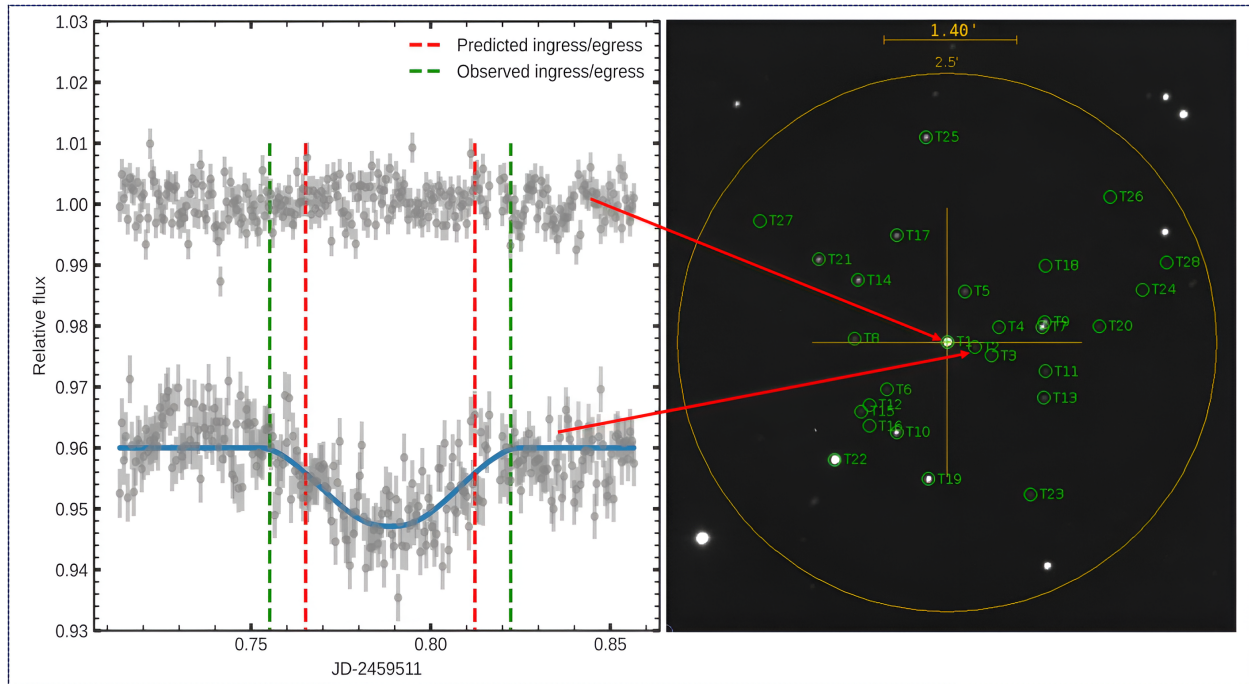 1.03
1.02
1.01
1.00
0.99
0.98
0.97
0.96
0.95
0.94
0.93
Relative flux
0.75
0.80
0.85
JD-2459511
Predicted ingress/egress
Observed ingress/egress
1.40'
2.5'
T25
T26
T27
T17
T21
T18
T28
T14
T5
T24
T9
T4
T7
T20
T8
T1
T2
T3
T11
T6
T13
T12
T15
T16
T10
T22
T19
T23